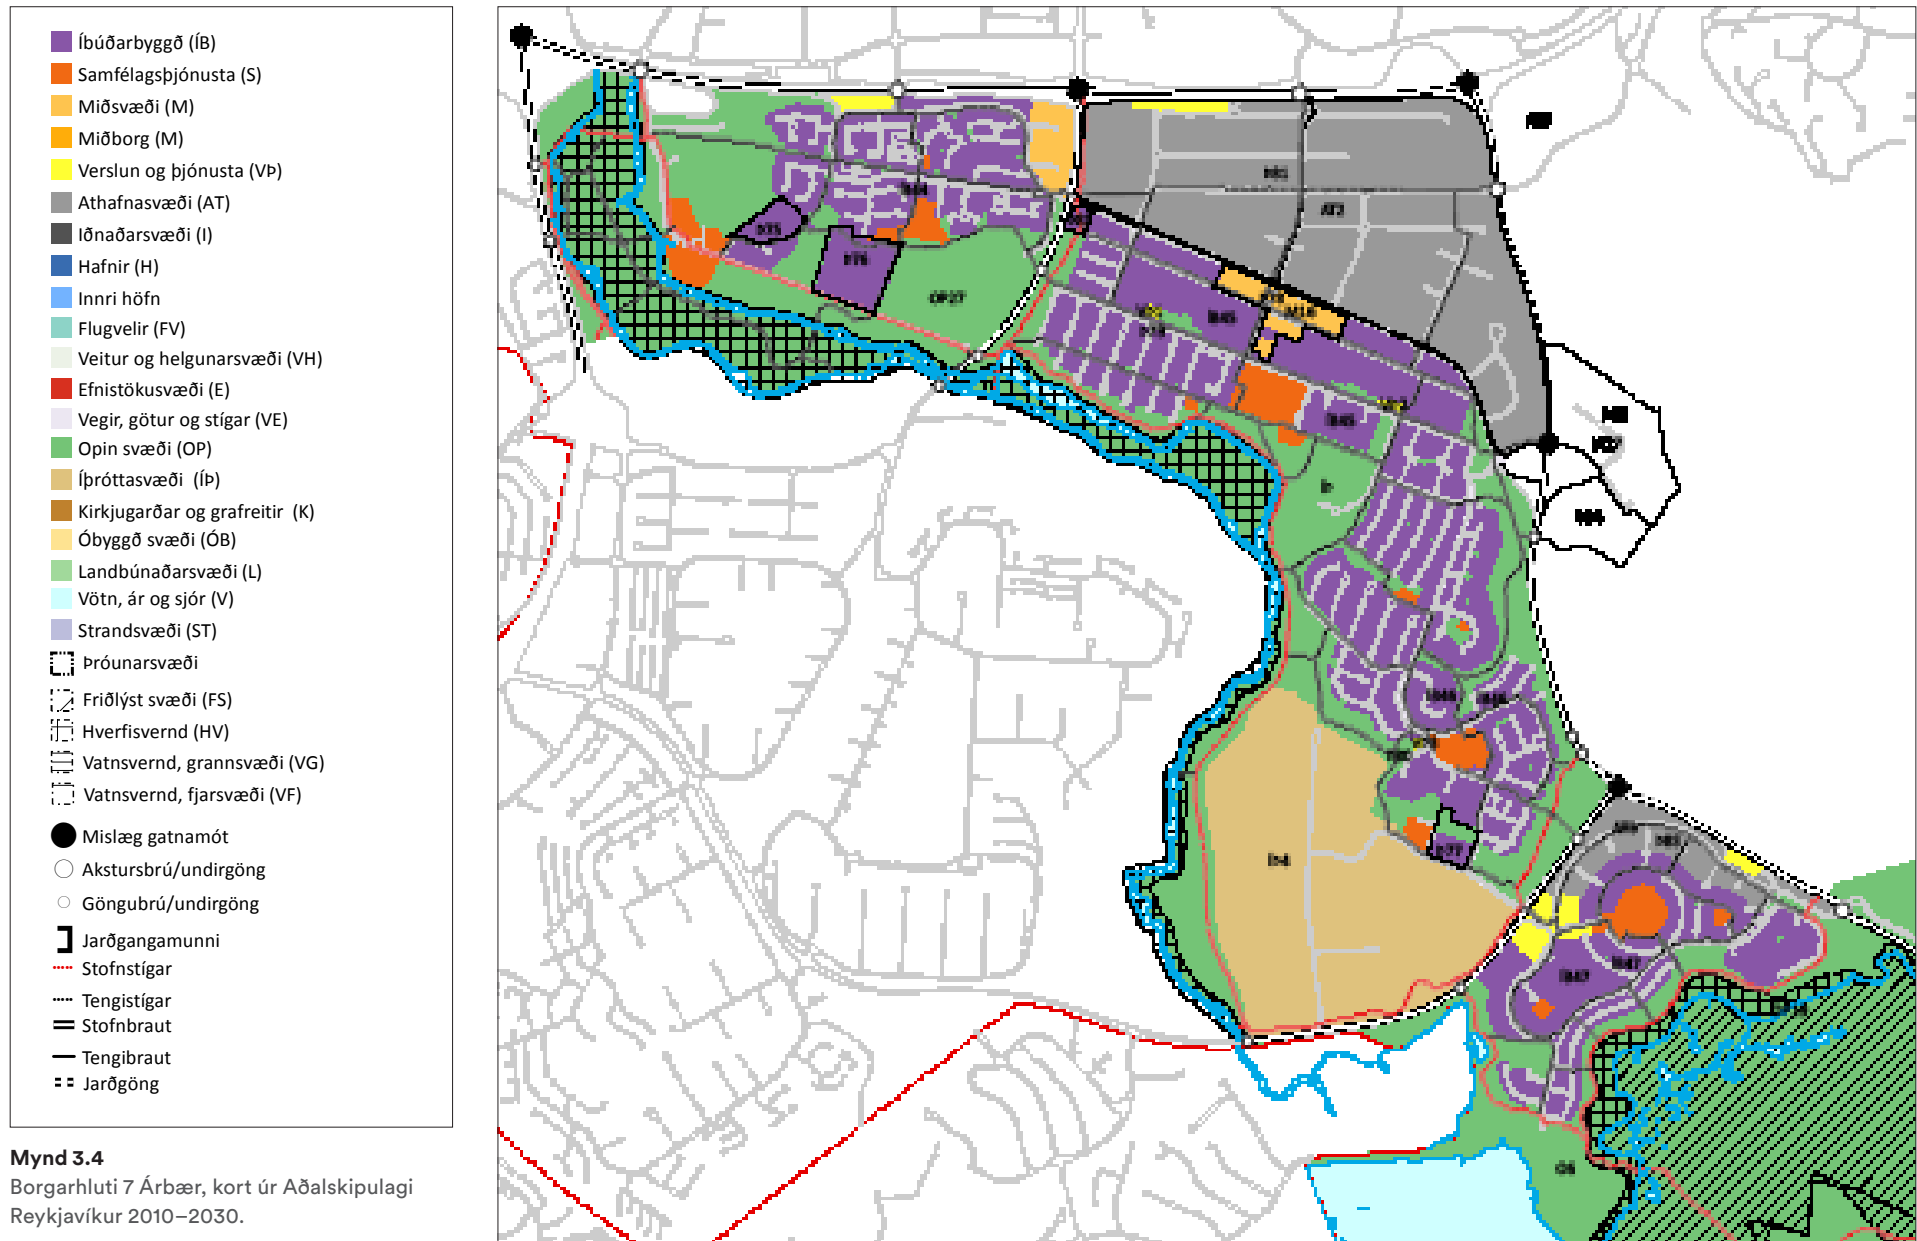 Íbúðarbyggð (ÍB)
Samfélagsþjónusta (S)
Miðsvæði (M)
Miðborg (M)
Verslun og þjónusta (VÞ)
Athafnasvæði (AT)
Iðnaðarsvæði (I)
Hafnir (H)
Innri höfn
Flugvelir (FV)
Veitur og helgunarsvæði (VH)
Efnistökusvæði (E)
Vegir, götur og stígar (VE)
Opin svæði (OP)
Íþróttasvæði (ÍÞ)
Kirkjugarðar og grafreitir (K)
Óbyggð svæði (ÓB)
Landbúnaðarsvæði (L)
Vötn, ár og sjór (V)
Strandsvæði (ST)
Þróunarsvæði
Friðlýst svæði (FS)
Hverfisvernd (HV)
Vatnsvernd, grannsvæði (VG)
Vatnsvernd, fjarsvæði (VF)
Mislæg gatnamót
Akstursbrú/undirgöng
Göngubrú/undirgöng
Jarðgangamunni
Stofnstígar
Tengistígar
Stofnbraut
Tengibraut
Jarðgöng
Mynd 3.4
Borgarhluti 7 Árbær, kort úr Aðalskipulagi
Reykjavíkur 2010–2030.
AT2
OP27